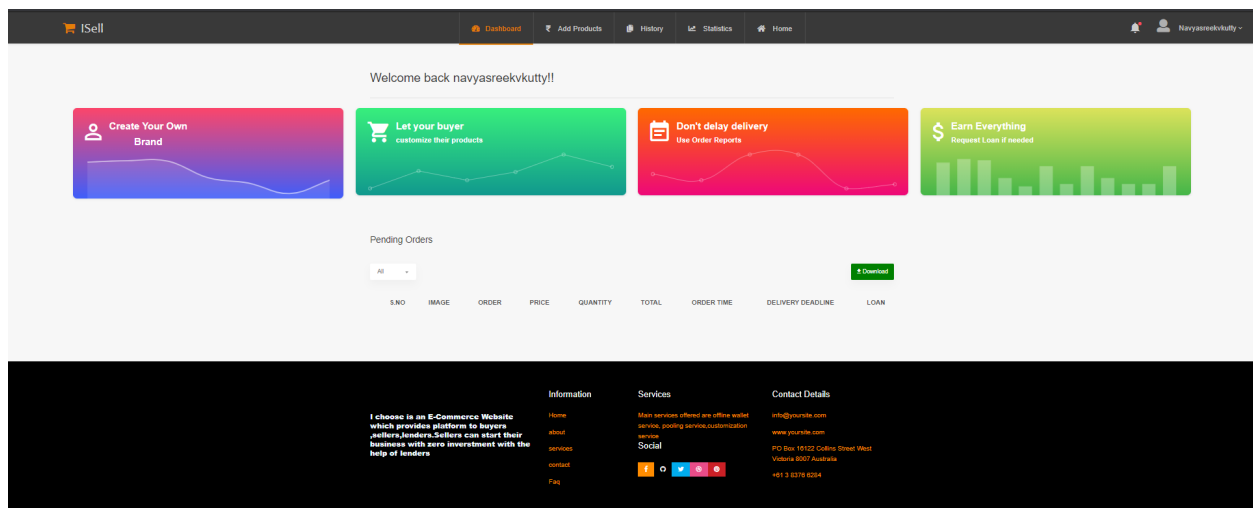 ISell
Dashboard
₹ Add Products
History
Statistics
Home
Navyasreekvkutty
Welcome back navyasreekvkutty!!
Create Your Own
Brand
Let your buyer
customize their products
Don't delay delivery
Use Order Reports
$ Earn Everything
Request Loan if needed
Pending Orders
All
Download
S.NO IMAGE ORDER PRICE QUANTITY TOTAL ORDER TIME DELIVERY DEADLINE LOAN
I choose is an E-Commerce Website
which provides platform to buyers
,sellers,lenders.Sellers can start their
business with zero inverstment with the
help of lenders
Information
Home
about
services
contact
Faq
Services
Main services offered are offine wallet
service, pooling service,customization
service
Social
Contact Details
info@yoursite.com
www.yoursite.com
PO Box 16122 Collins Street West
Victoria 8007 Australia
+61 3 8376 6284